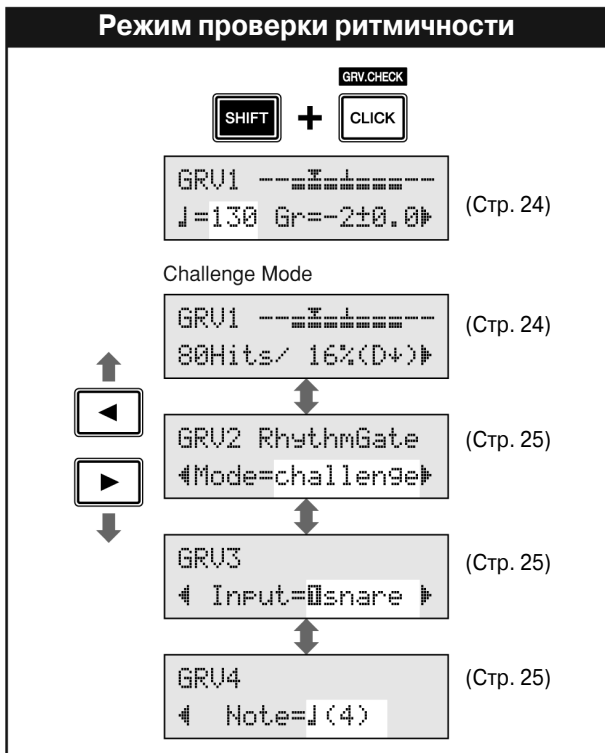 Режим проверки ритмичности
GRV.CHECK
SHIFT + CLICK
GRV1
♩=130 Gr=-2±0.0
(Стр. 24)
Challenge Mode
GRV1
80Hits/ 16%(D↓)
(Стр. 24)
GRV2 RhythmGate
Mode=challenge
(Стр. 25)
GRV3
Input=snare
(Стр. 25)
GRV4
Note=♩(4)
(Стр. 25)